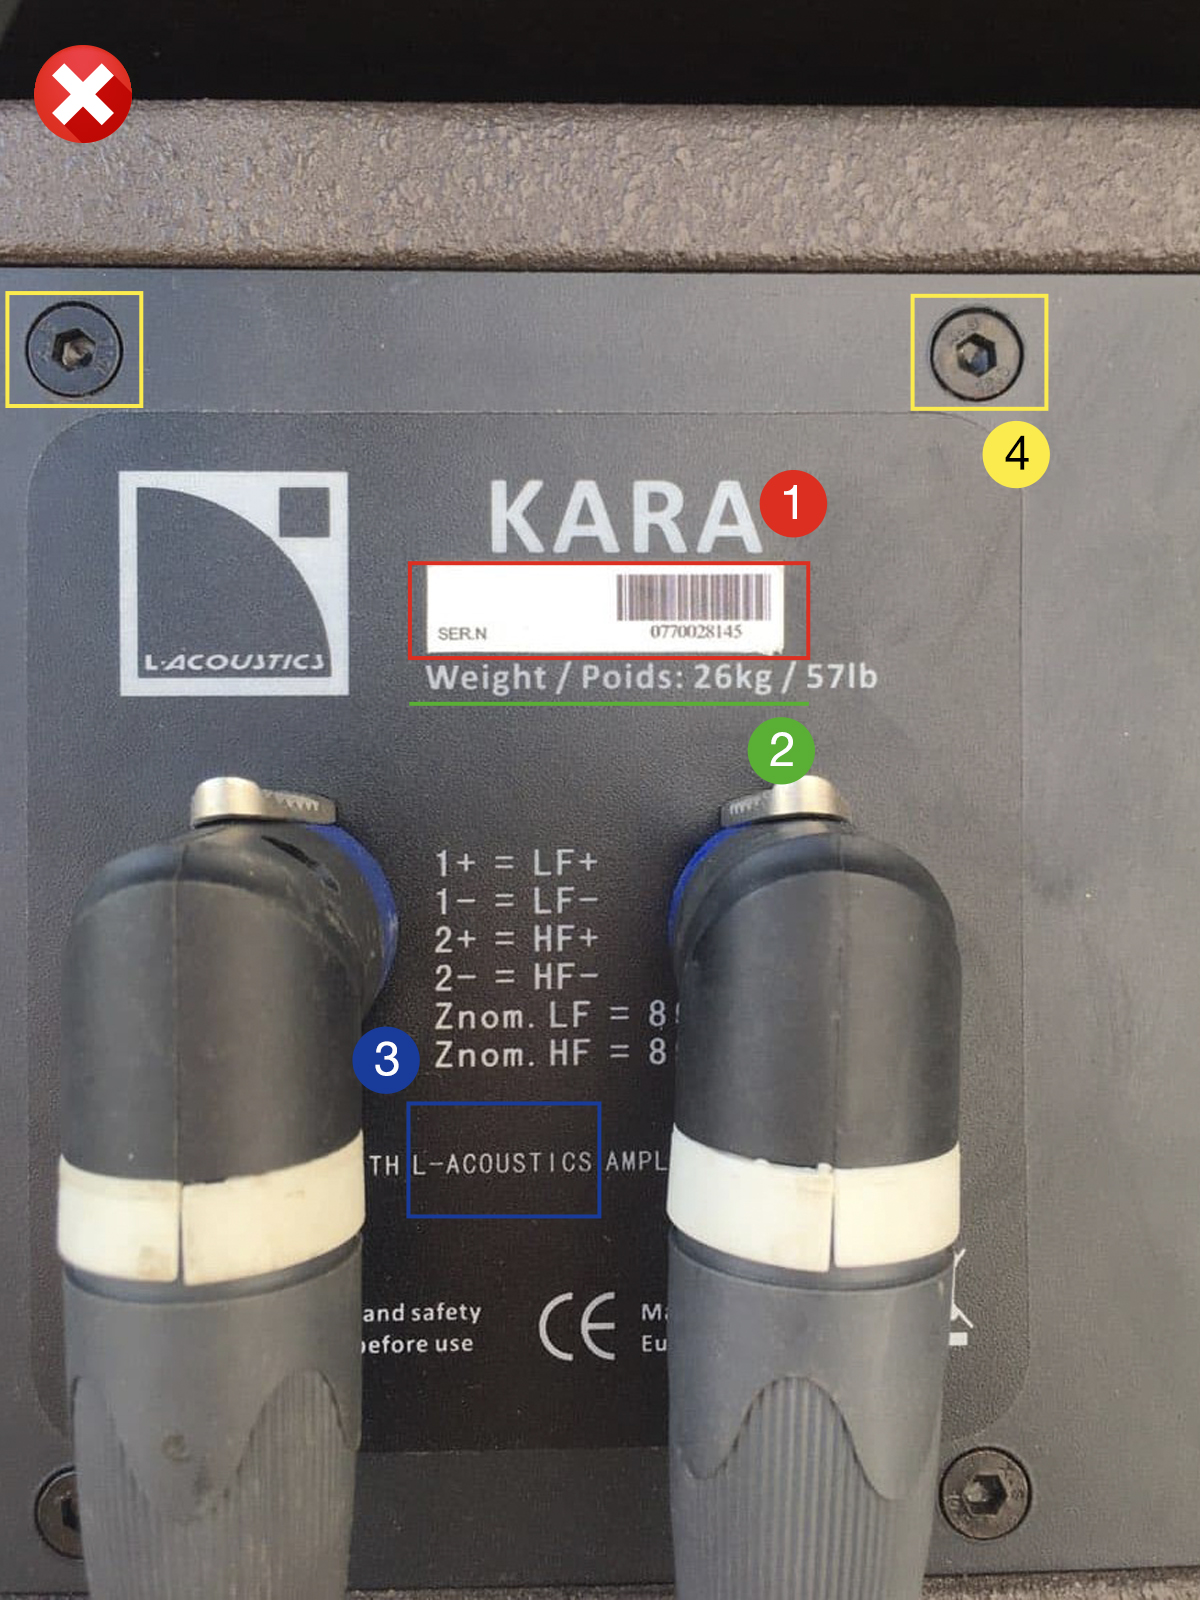 KARA
1
SER.N
0770028145
L-ACOUSTICS
Weight / Poids: 26kg / 57lb
2
4
1+ = LF+
1- = LF-
2+ = HF+
2- = HF-
Znom. LF = 8
Znom. HF = 8
3
TH L-ACOUSTICS AMPL
and safety
before use
CE